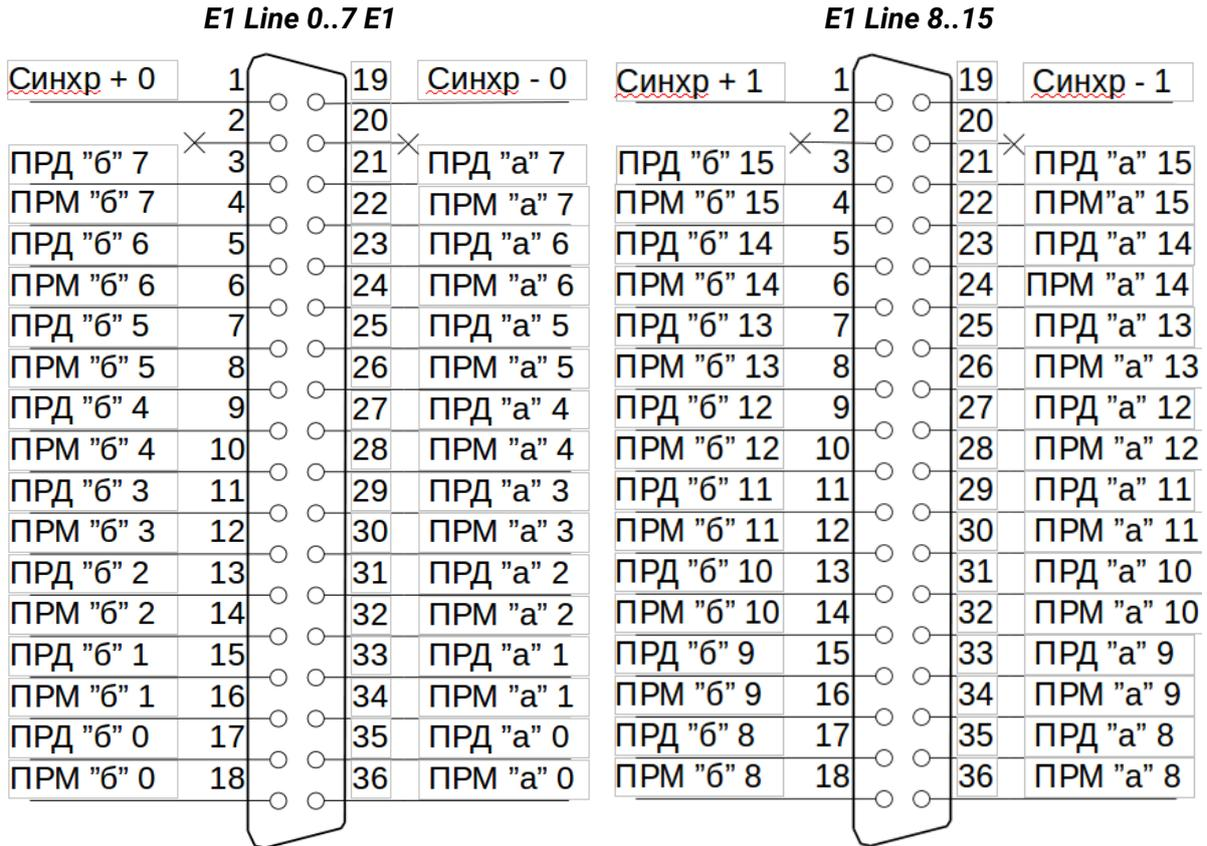 E1 Line 0..7 E1
Синхр + 0 1 19 Синхр - 0
2 20
ПРД ”б” 7 3 21 ПРД ”а” 7
ПРМ ”б” 7 4 22 ПРМ ”а” 7
ПРД ”б” 6 5 23 ПРД ”а” 6
ПРМ ”б” 6 6 24 ПРМ ”а” 6
ПРД ”б” 5 7 25 ПРД ”а” 5
ПРМ ”б” 5 8 26 ПРМ ”а” 5
ПРД ”б” 4 9 27 ПРД ”а” 4
ПРМ ”б” 4 10 28 ПРМ ”а” 4
ПРД ”б” 3 11 29 ПРД ”а” 3
ПРМ ”б” 3 12 30 ПРМ ”а” 3
ПРД ”б” 2 13 31 ПРД ”а” 2
ПРМ ”б” 2 14 32 ПРМ ”а” 2
ПРД ”б” 1 15 33 ПРД ”а” 1
ПРМ ”б” 1 16 34 ПРМ ”а” 1
ПРД ”б” 0 17 35 ПРД ”а” 0
ПРМ ”б” 0 18 36 ПРМ ”а” 0
E1 Line 8..15
Синхр + 1 1 19 Синхр - 1
2 20
ПРД ”б” 15 3 21 ПРД ”а” 15
ПРМ ”б” 15 4 22 ПРМ”а” 15
ПРД ”б” 14 5 23 ПРД ”а” 14
ПРМ ”б” 14 6 24 ПРМ ”а” 14
ПРД ”б” 13 7 25 ПРД ”а” 13
ПРМ ”б” 13 8 26 ПРМ ”а” 13
ПРД ”б” 12 9 27 ПРД ”а” 12
ПРМ ”б” 12 10 28 ПРМ ”а” 12
ПРД ”б” 11 11 29 ПРД ”а” 11
ПРМ ”б” 11 12 30 ПРМ ”а” 11
ПРД ”б” 10 13 31 ПРД ”а” 10
ПРМ ”б” 10 14 32 ПРМ ”а” 10
ПРД ”б” 9 15 33 ПРД ”а” 9
ПРМ ”б” 9 16 34 ПРМ ”а” 9
ПРД ”б” 8 17 35 ПРД ”а” 8
ПРМ ”б” 8 18 36 ПРМ ”а” 8